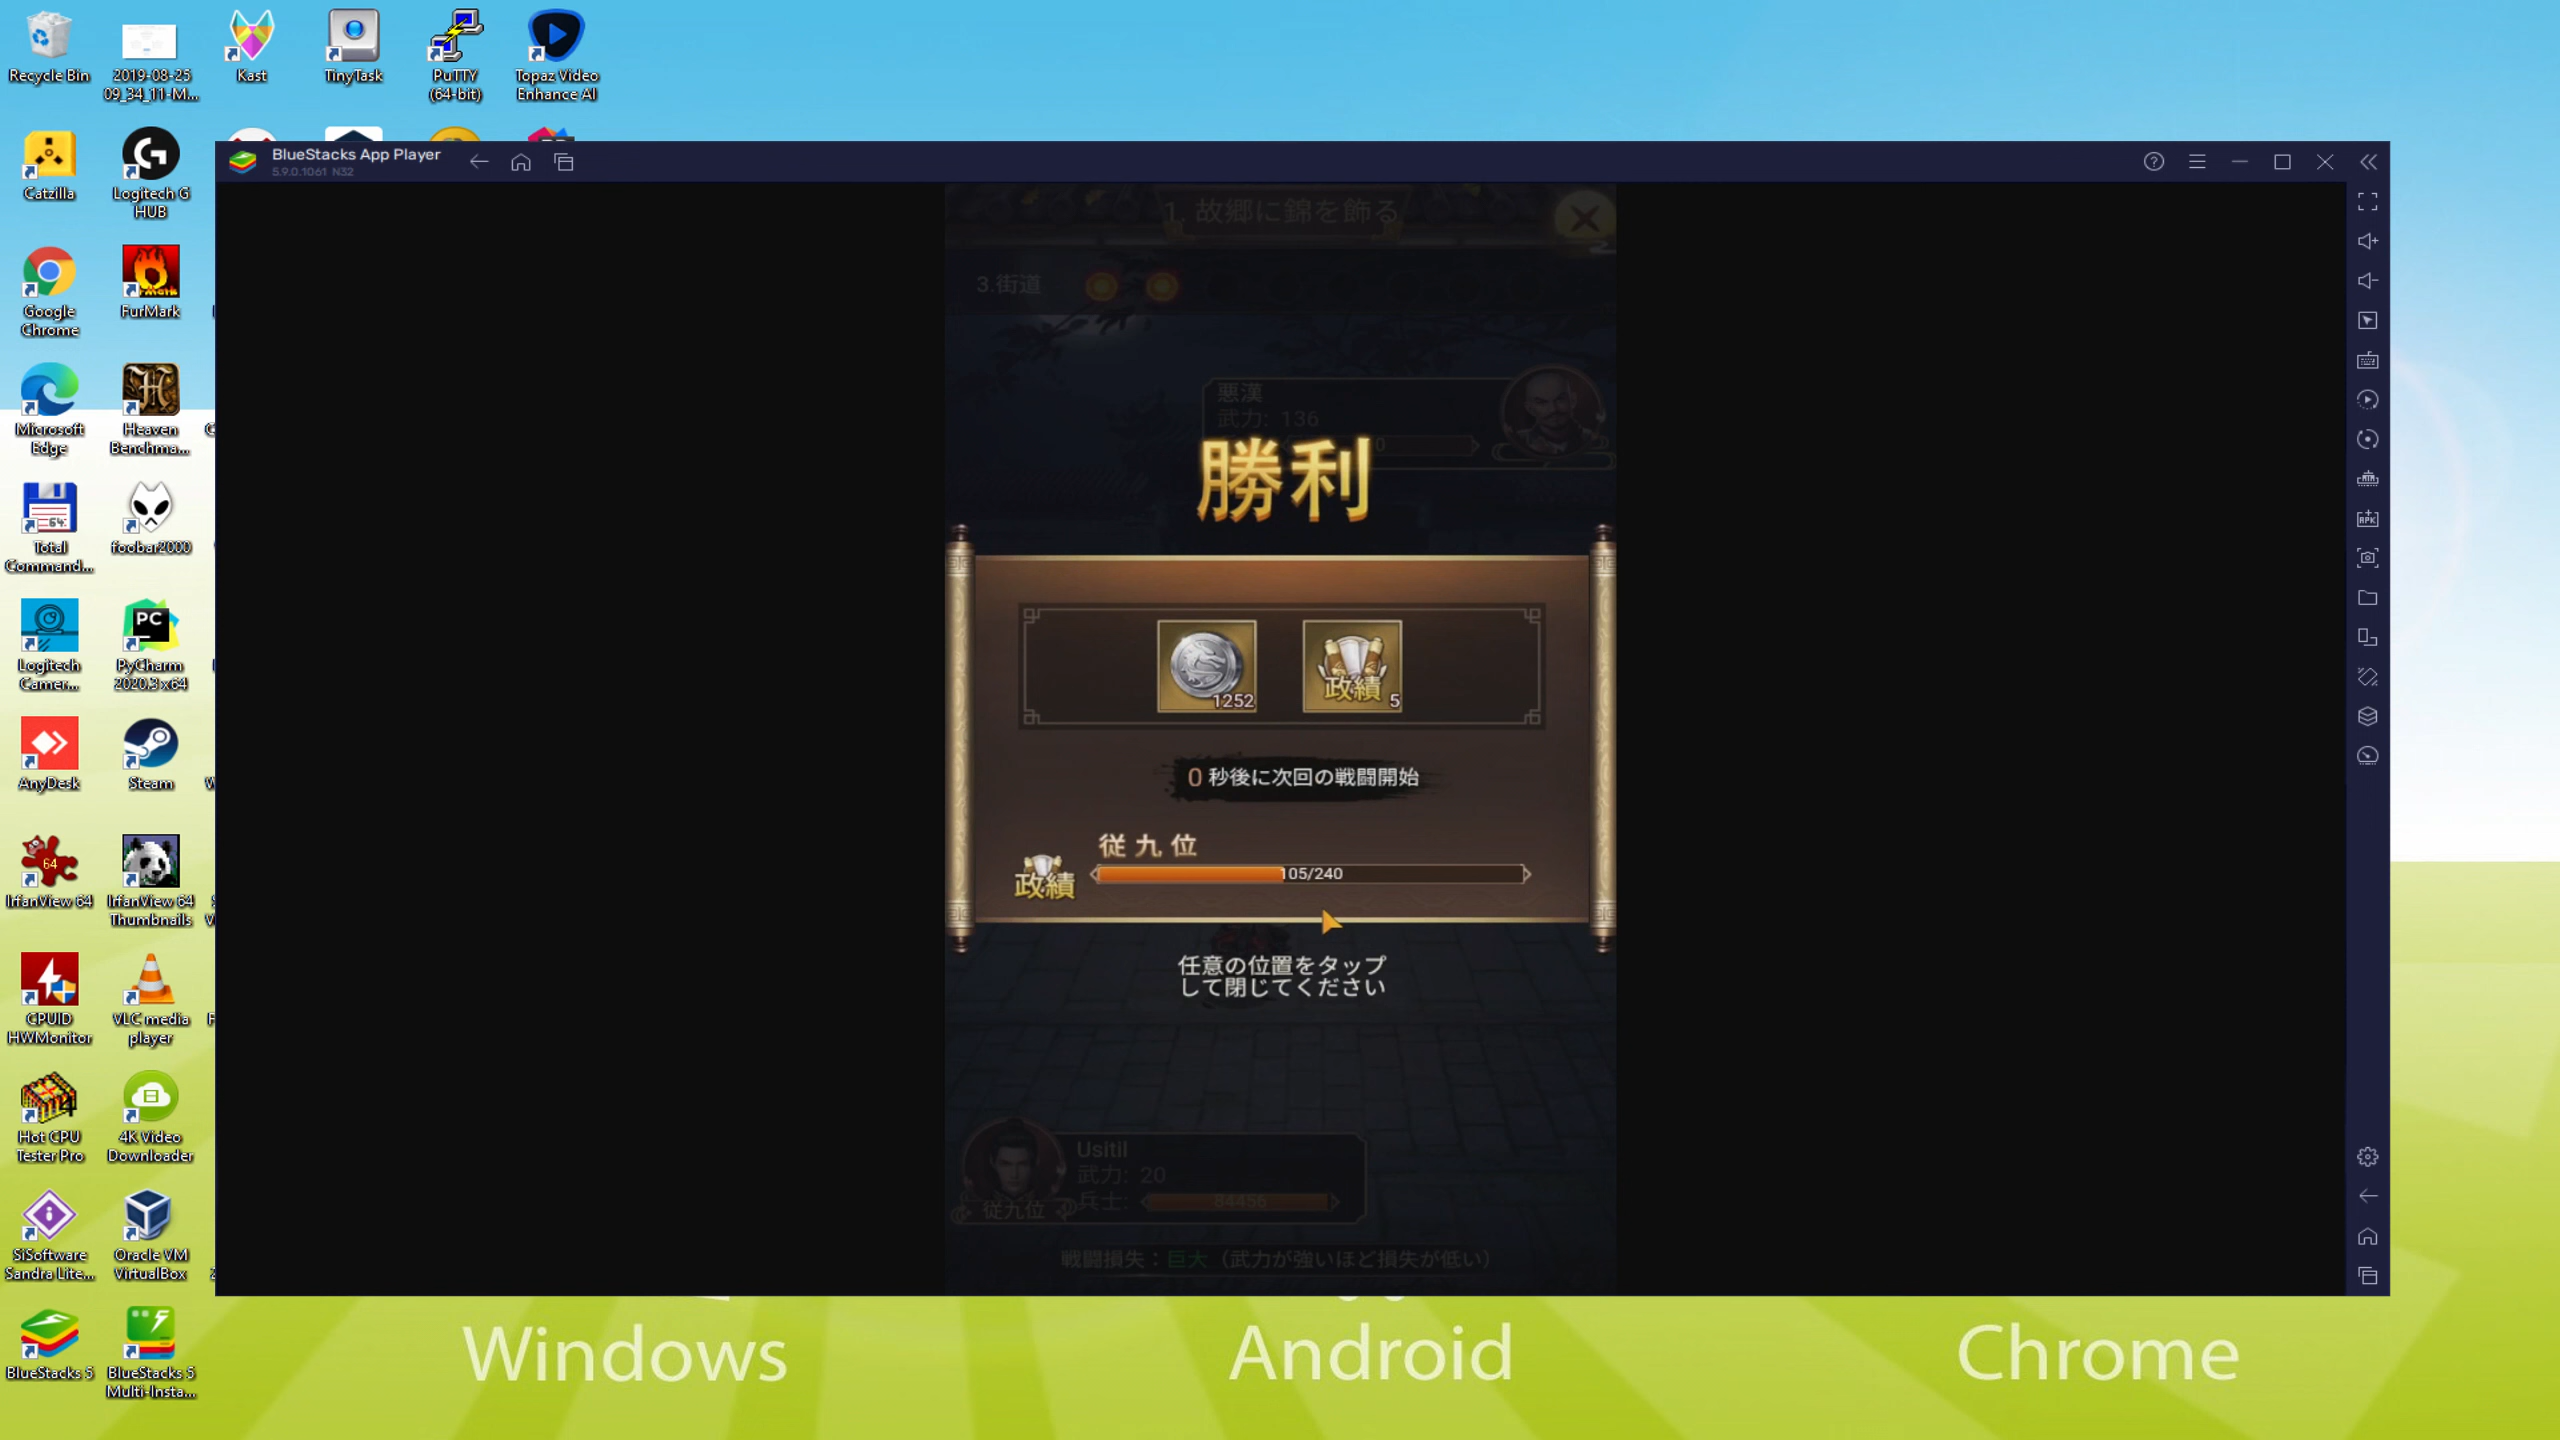 Recycle Bin
2019-08-25
09_34_11-M...
Kast
TinyTask
PuTTY
(64-bit)
Topaz Video
Enhance AI
Catzilla
Logitech G
HUB
Google
Chrome
FurMark
Microsoft
Edge
Heaven
Benchma...
Total
Command...
foobar2000
Logitech
Camer...
PyCharm
2020.3 x64
AnyDesk
Steam
IrfanView 64
IrfanView 64
Thumbnails
CPUID
HWMonitor
VLC media
player
Hot CPU
Tester Pro
4K Video
Downloader
SiSoftware
Sandra Lite...
Oracle VM
VirtualBox
BlueStacks 5
BlueStacks 5
Multi-Insta...
BlueStacks App Player
5.9.0.1061 N32
1. 故郷に錦を飾る
3.街道
悪漢
武力: 136
勝利
1252
政績 5
0 秒後に次回の戦闘開始
従九位
政績
105/240
任意の位置をタップ
して閉じてください
Usitil
武力: 20
兵士: 84456
従九位
戦闘損失：巨大（武力が強いほど損失が低い）
Windows
Android
Chrome